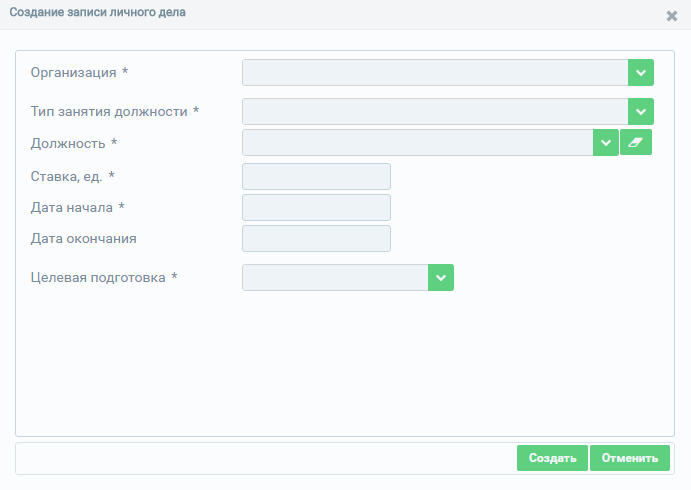 Создание записи личного дела
Организация *
Тип занятия должности *
Должность *
Ставка, ед. *
Дата начала *
Дата окончания
Целевая подготовка *
Создать Отменить